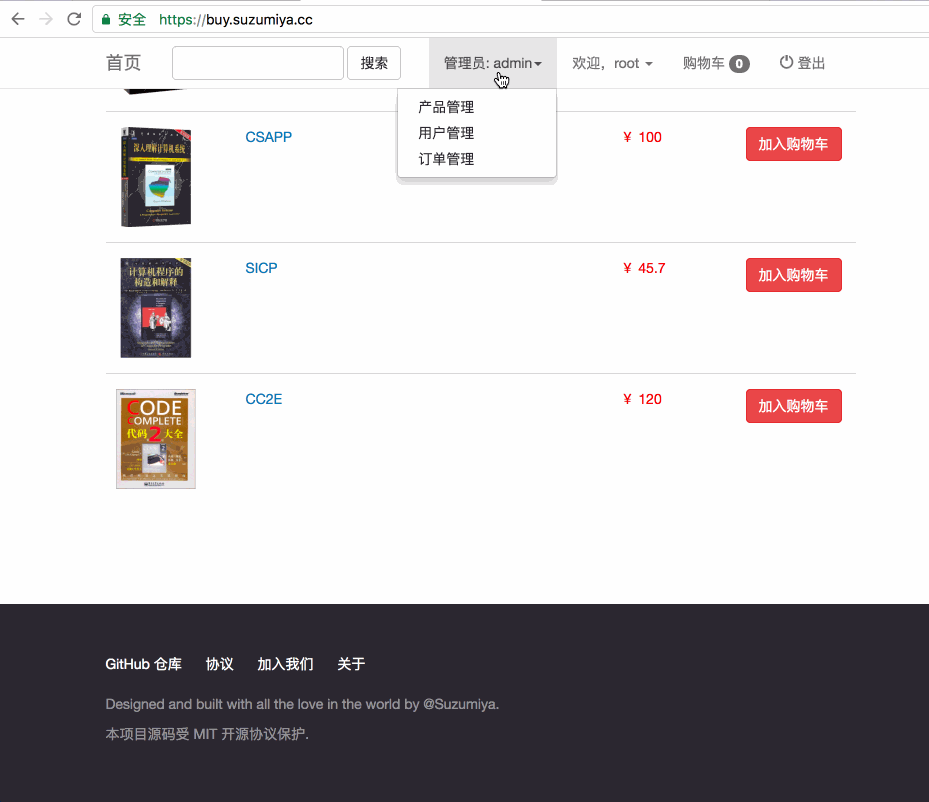 安全 https://buy.suzumiya.cc
首页 搜索 管理员: admin 欢迎，root 购物车 0 登出
产品管理
用户管理
订单管理
深入理解计算机系统
CSAPP ￥ 100 加入购物车
计算机程序的
构造和解释
SICP ￥ 45.7 加入购物车
CODE
COMPLETE
代码2大全
CC2E ￥ 120 加入购物车
GitHub 仓库 协议 加入我们 关于
Designed and built with all the love in the world by @Suzumiya.
本项目源码受 MIT 开源协议保护.